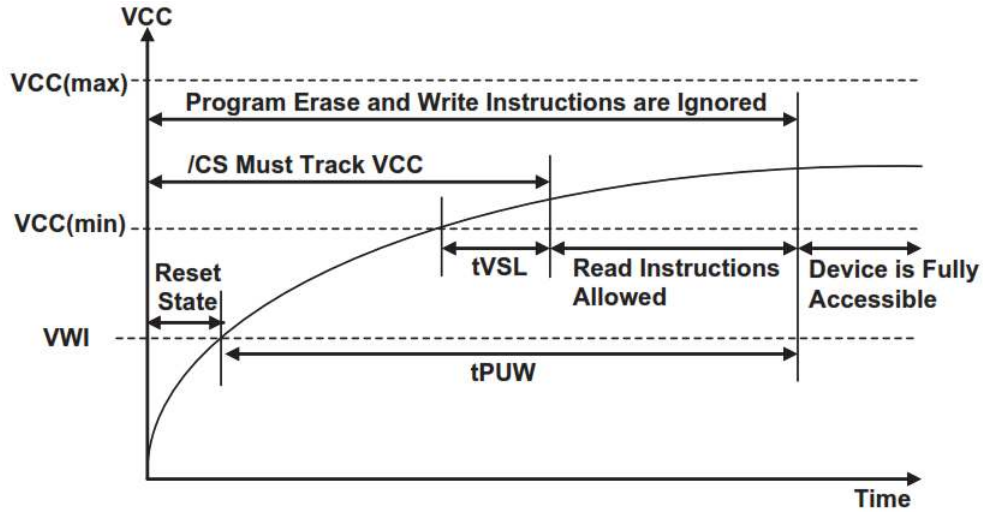 VCC
VCC(max)
Program Erase and Write Instructions are Ignored
/CS Must Track VCC
VCC(min)
tVSL
Read Instructions
Allowed
Device is Fully
Accessible
Reset
State
VWI
tPUW
Time